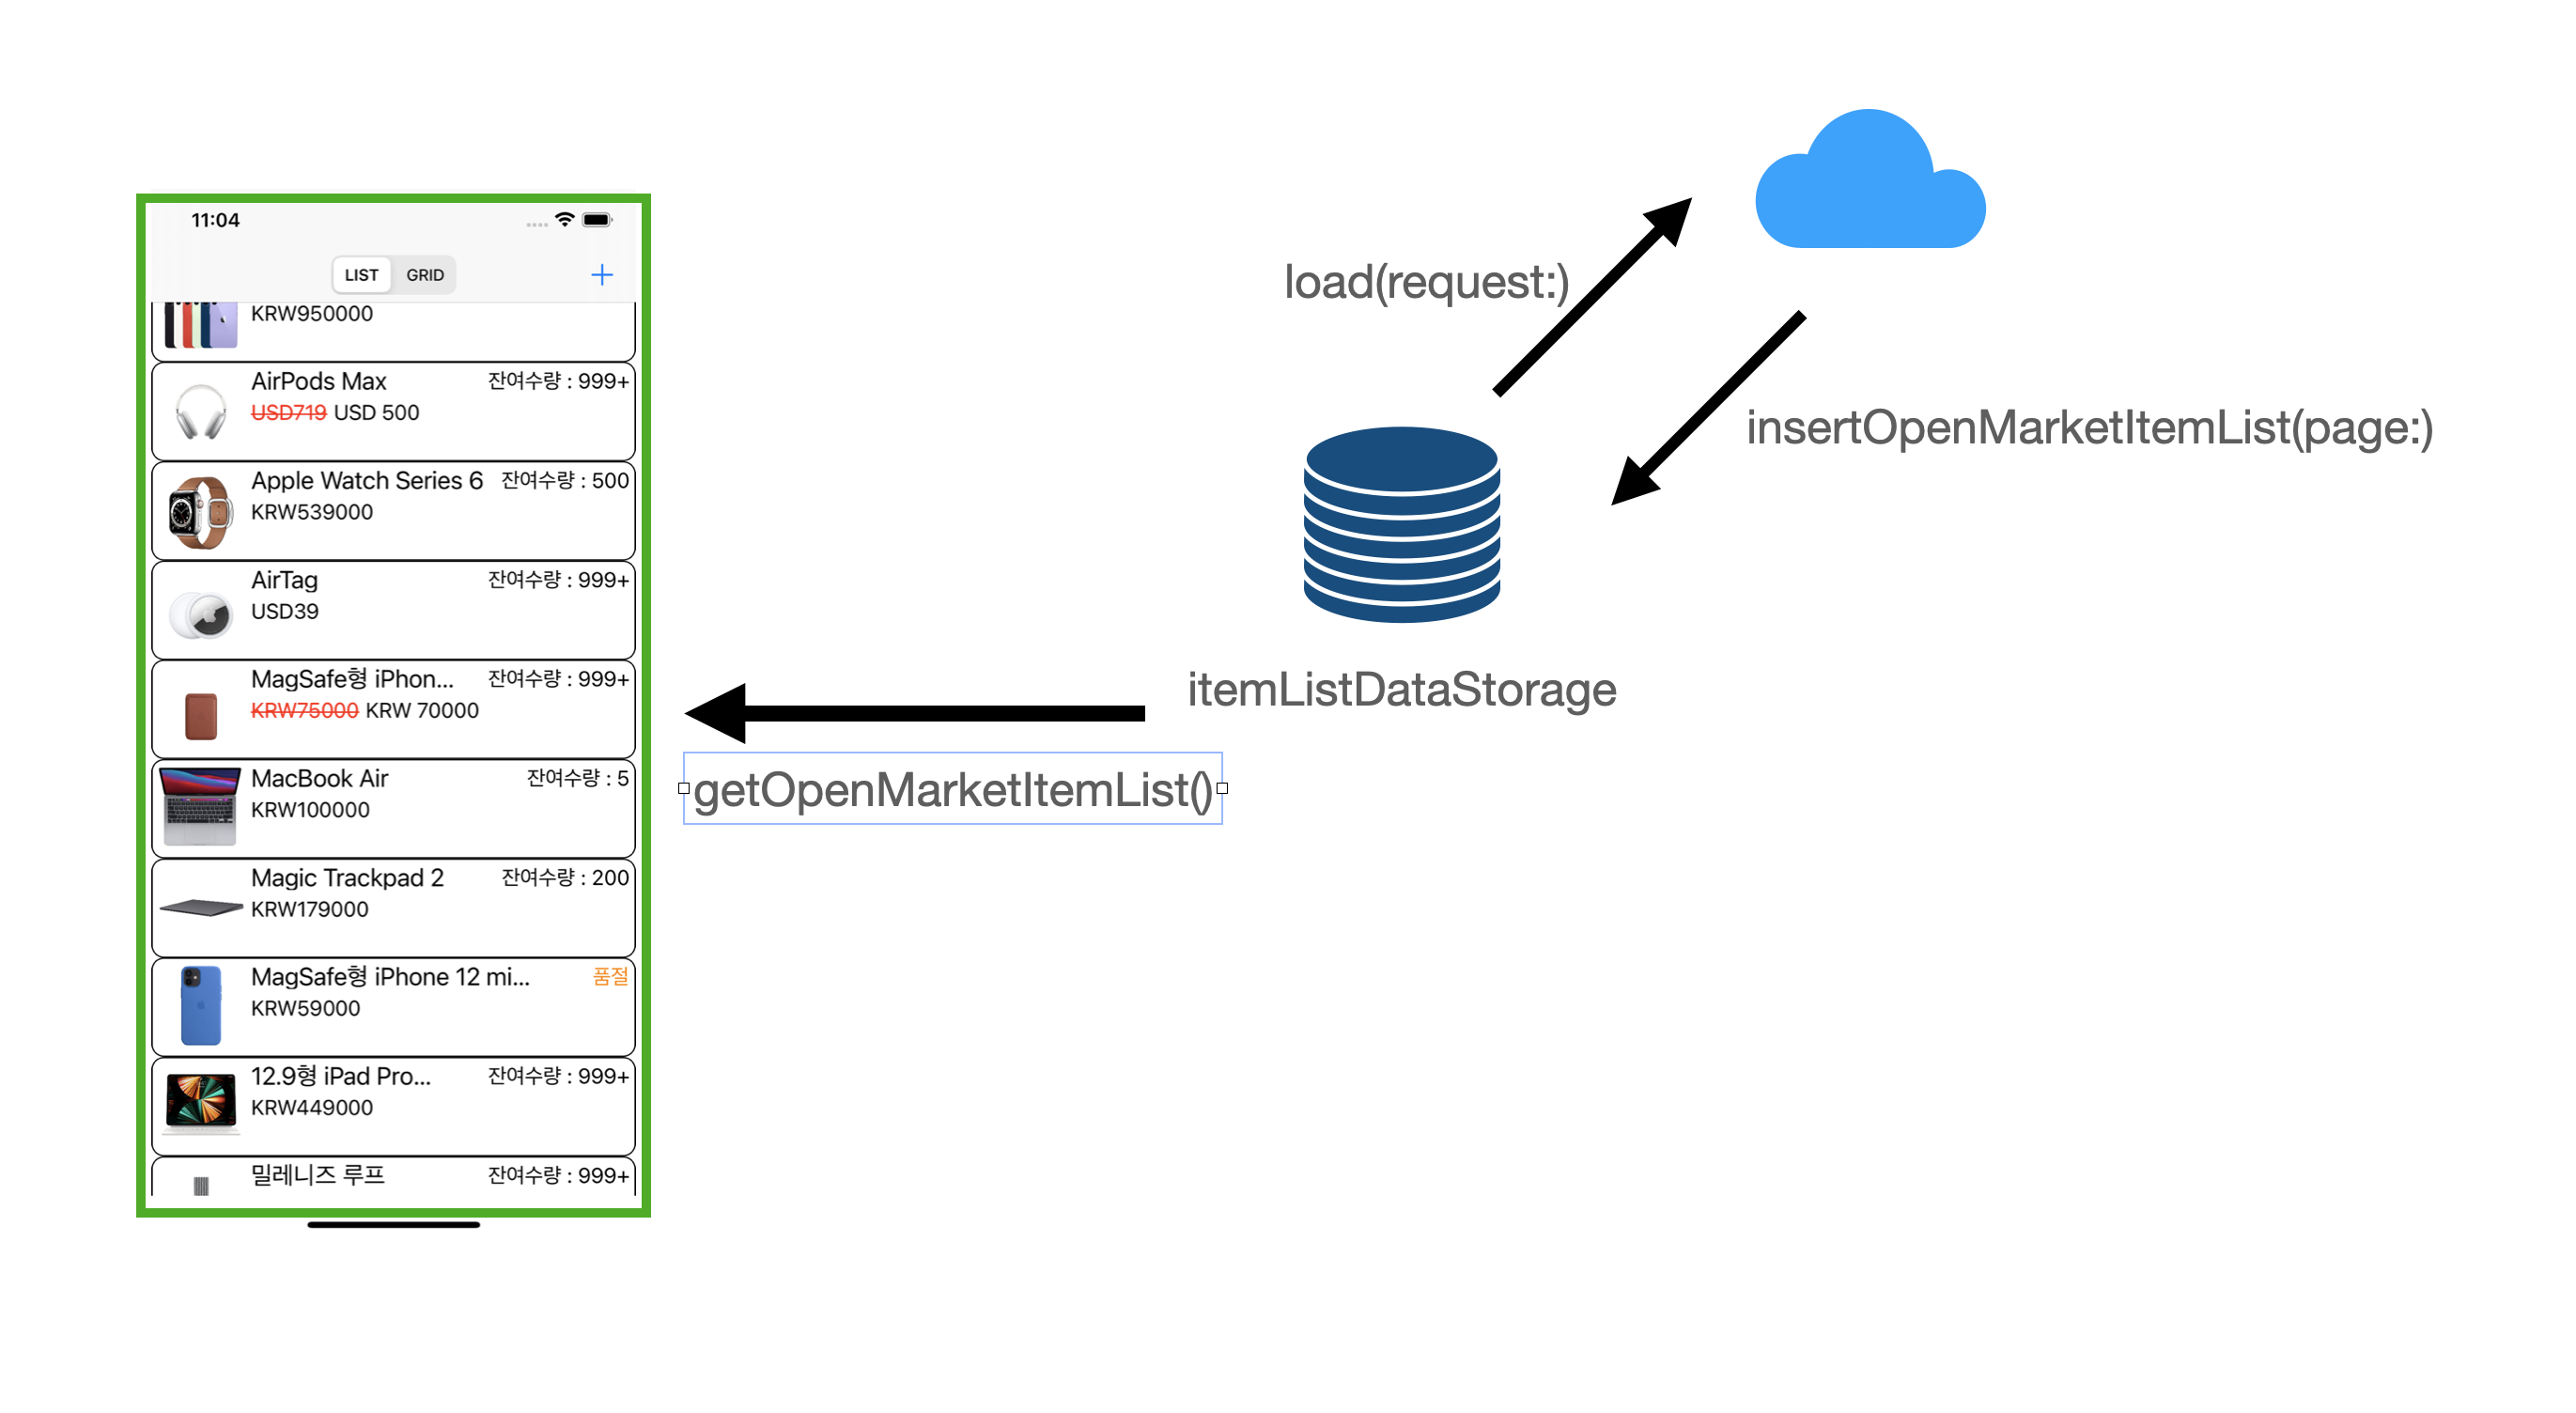 11:04
LIST GRID +
KRW950000
AirPods Max 잔여수량 : 999+
USD719 USD 500
Apple Watch Series 6 잔여수량 : 500
KRW539000
AirTag 잔여수량 : 999+
USD39
MagSafe형 iPhon... 잔여수량 : 999+
KRW75000 KRW 70000
MacBook Air 잔여수량 : 5
KRW100000
Magic Trackpad 2 잔여수량 : 200
KRW179000
MagSafe형 iPhone 12 mi... 품절
KRW59000
12.9형 iPad Pro... 잔여수량 : 999+
KRW449000
밀레니즈 루프 잔여수량 : 999+
load(request:)
insertOpenMarketItemList(page:)
itemListDataStorage
getOpenMarketItemList()